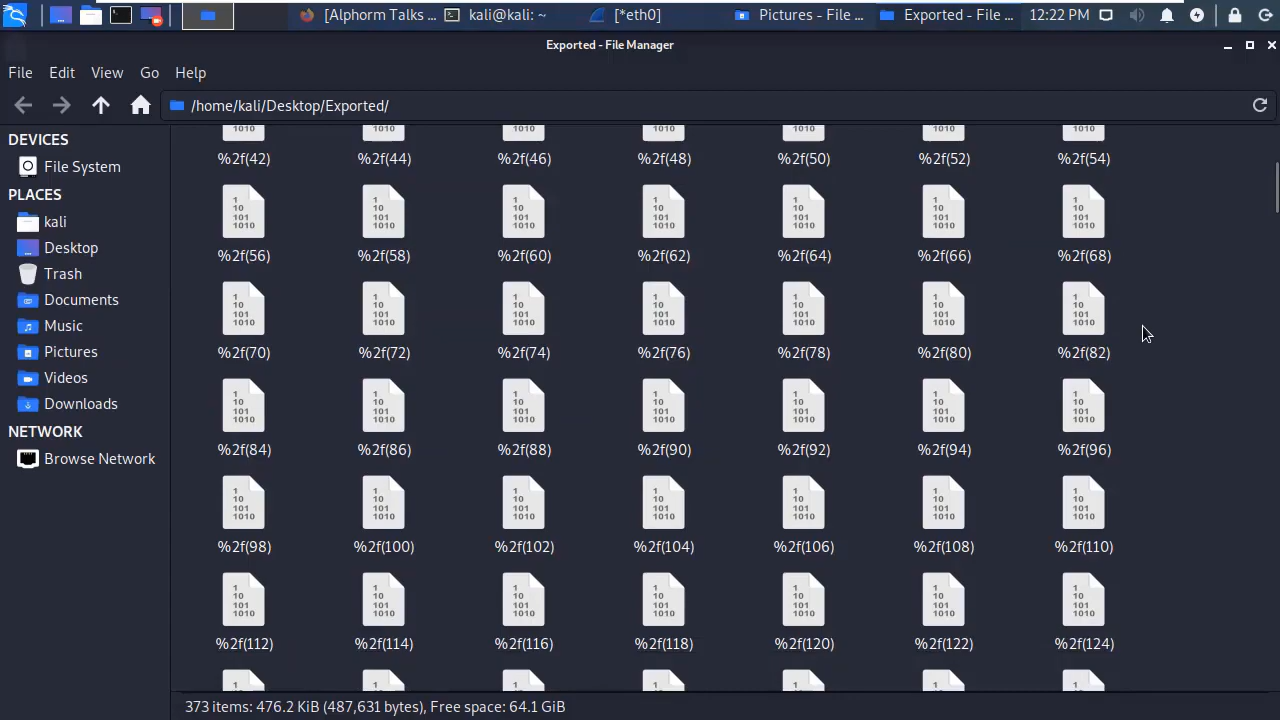 [Alphorm Talks ... kali@kali: ~ [*eth0] Pictures - File ... Exported - File ... 12:22 PM
Exported - File Manager
File Edit View Go Help
/home/kali/Desktop/Exported/
DEVICES
File System
PLACES
kali
Desktop
Trash
Documents
Music
Pictures
Videos
Downloads
NETWORK
Browse Network
%2f(42) %2f(44) %2f(46) %2f(48) %2f(50) %2f(52) %2f(54)
%2f(56) %2f(58) %2f(60) %2f(62) %2f(64) %2f(66) %2f(68)
%2f(70) %2f(72) %2f(74) %2f(76) %2f(78) %2f(80) %2f(82)
%2f(84) %2f(86) %2f(88) %2f(90) %2f(92) %2f(94) %2f(96)
%2f(98) %2f(100) %2f(102) %2f(104) %2f(106) %2f(108) %2f(110)
%2f(112) %2f(114) %2f(116) %2f(118) %2f(120) %2f(122) %2f(124)
373 items: 476.2 KiB (487,631 bytes), Free space: 64.1 GiB